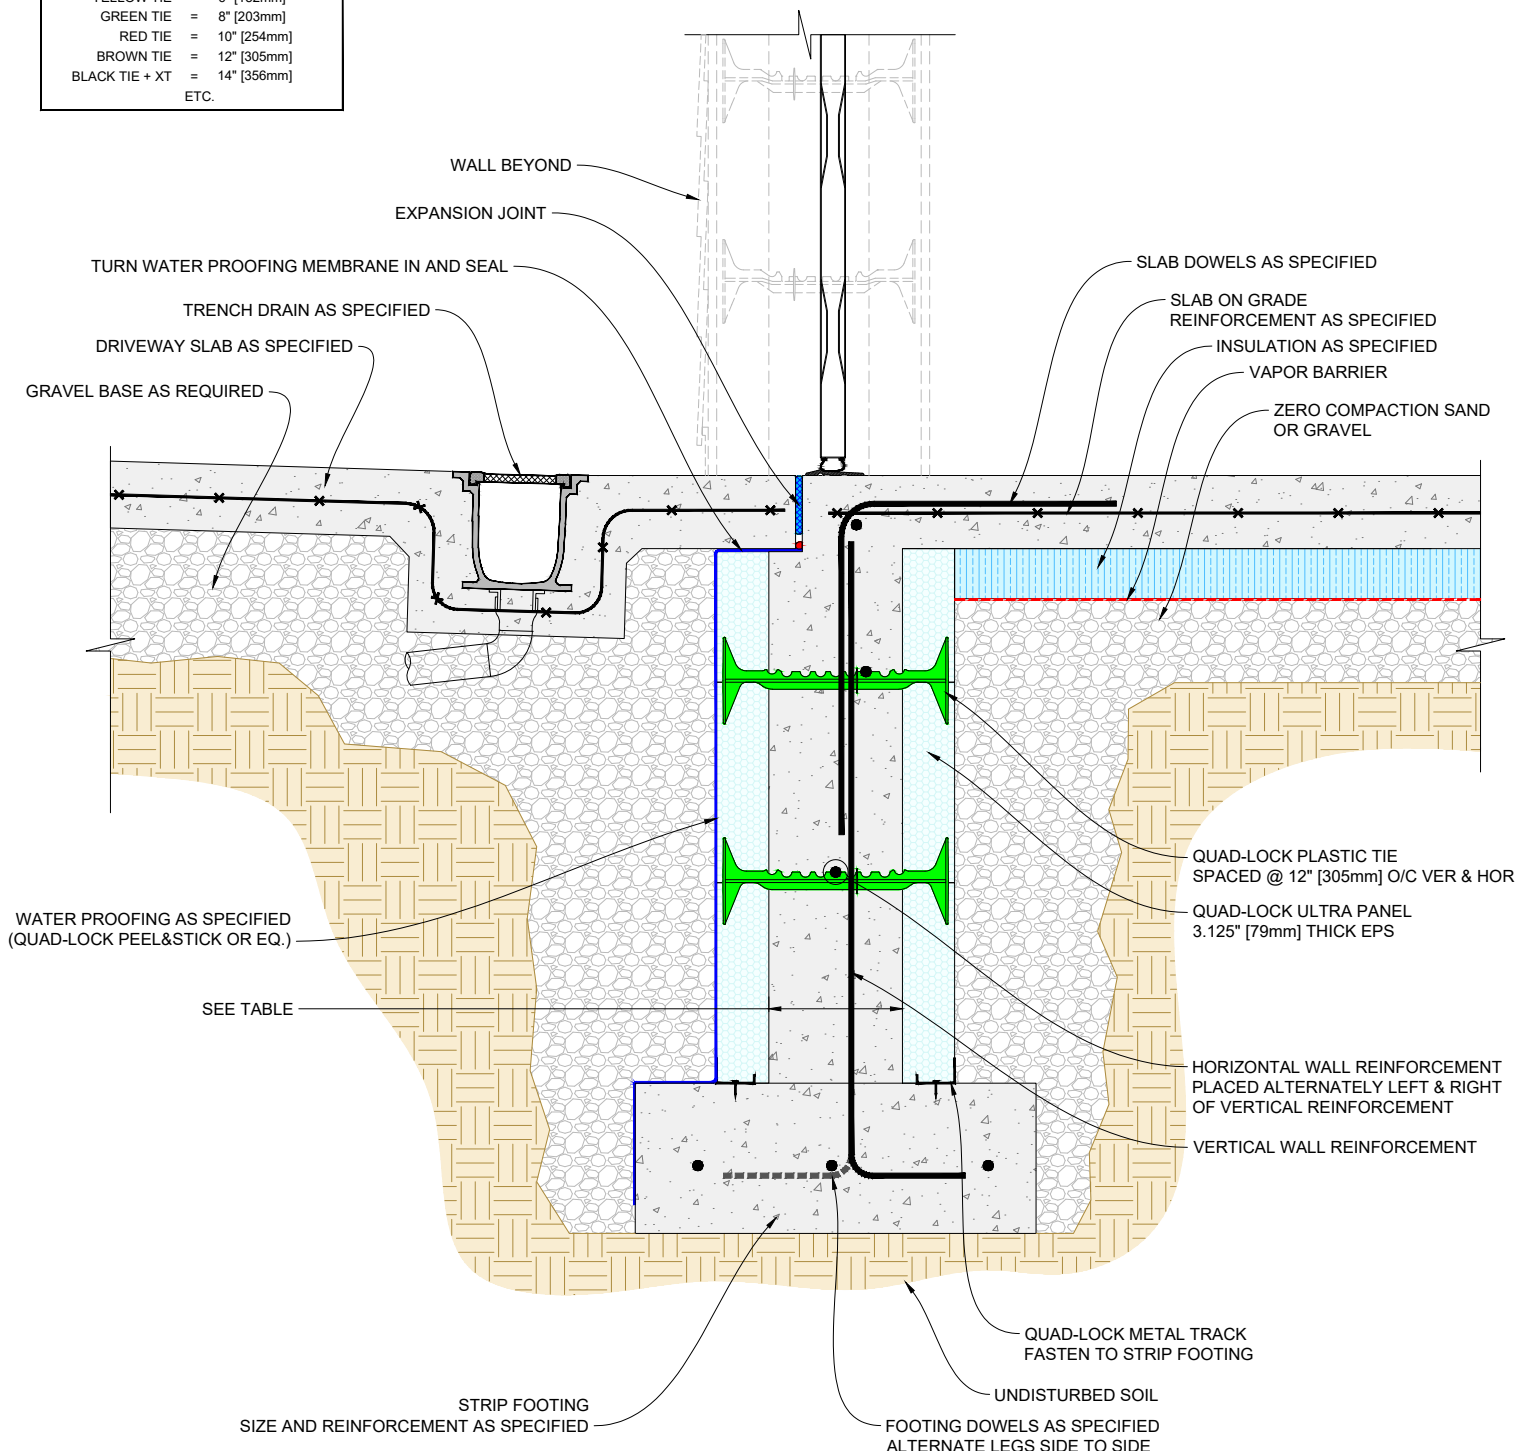 YELLOW TIE = 6" [152mm]
GREEN TIE = 8" [203mm]
RED TIE = 10" [254mm]
BROWN TIE = 12" [305mm]
BLACK TIE + XT = 14" [356mm]
ETC.
WALL BEYOND
EXPANSION JOINT
TURN WATER PROOFING MEMBRANE IN AND SEAL
TRENCH DRAIN AS SPECIFIED
DRIVEWAY SLAB AS SPECIFIED
GRAVEL BASE AS REQUIRED
SLAB DOWELS AS SPECIFIED
SLAB ON GRADE
REINFORCEMENT AS SPECIFIED
INSULATION AS SPECIFIED
VAPOR BARRIER
ZERO COMPACTION SAND
OR GRAVEL
QUAD-LOCK PLASTIC TIE
SPACED @ 12" [305mm] O/C VER & HOR
QUAD-LOCK ULTRA PANEL
3.125" [79mm] THICK EPS
WATER PROOFING AS SPECIFIED
(QUAD-LOCK PEEL&STICK OR EQ.)
SEE TABLE
HORIZONTAL WALL REINFORCEMENT
PLACED ALTERNATELY LEFT & RIGHT
OF VERTICAL REINFORCEMENT
VERTICAL WALL REINFORCEMENT
QUAD-LOCK METAL TRACK
FASTEN TO STRIP FOOTING
UNDISTURBED SOIL
STRIP FOOTING
SIZE AND REINFORCEMENT AS SPECIFIED
FOOTING DOWELS AS SPECIFIED
ALTERNATE LEGS SIDE TO SIDE